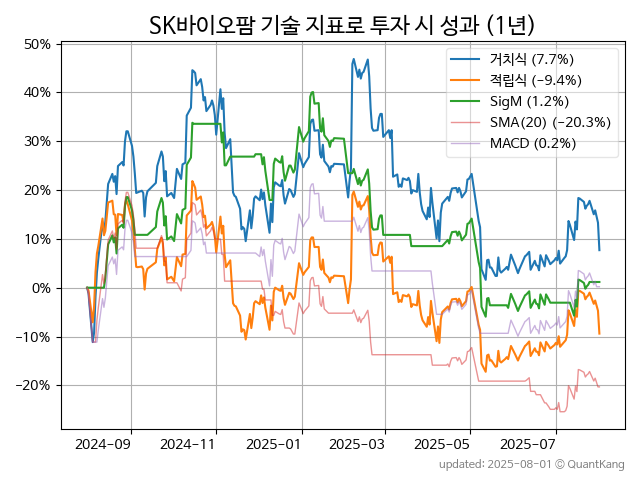 SK바이오팜 기술 지표로 투자 시 성과 (1년)
거치식 (7.7%)
적립식 (−9.4%)
SigM (1.2%)
SMA(20) (−20.3%)
MACD (0.2%)
50%
40%
30%
20%
10%
0%
−10%
−20%
2024-09
2024-11
2025-01
2025-03
2025-05
2025-07
updated: 2025-08-01 © QuantKang